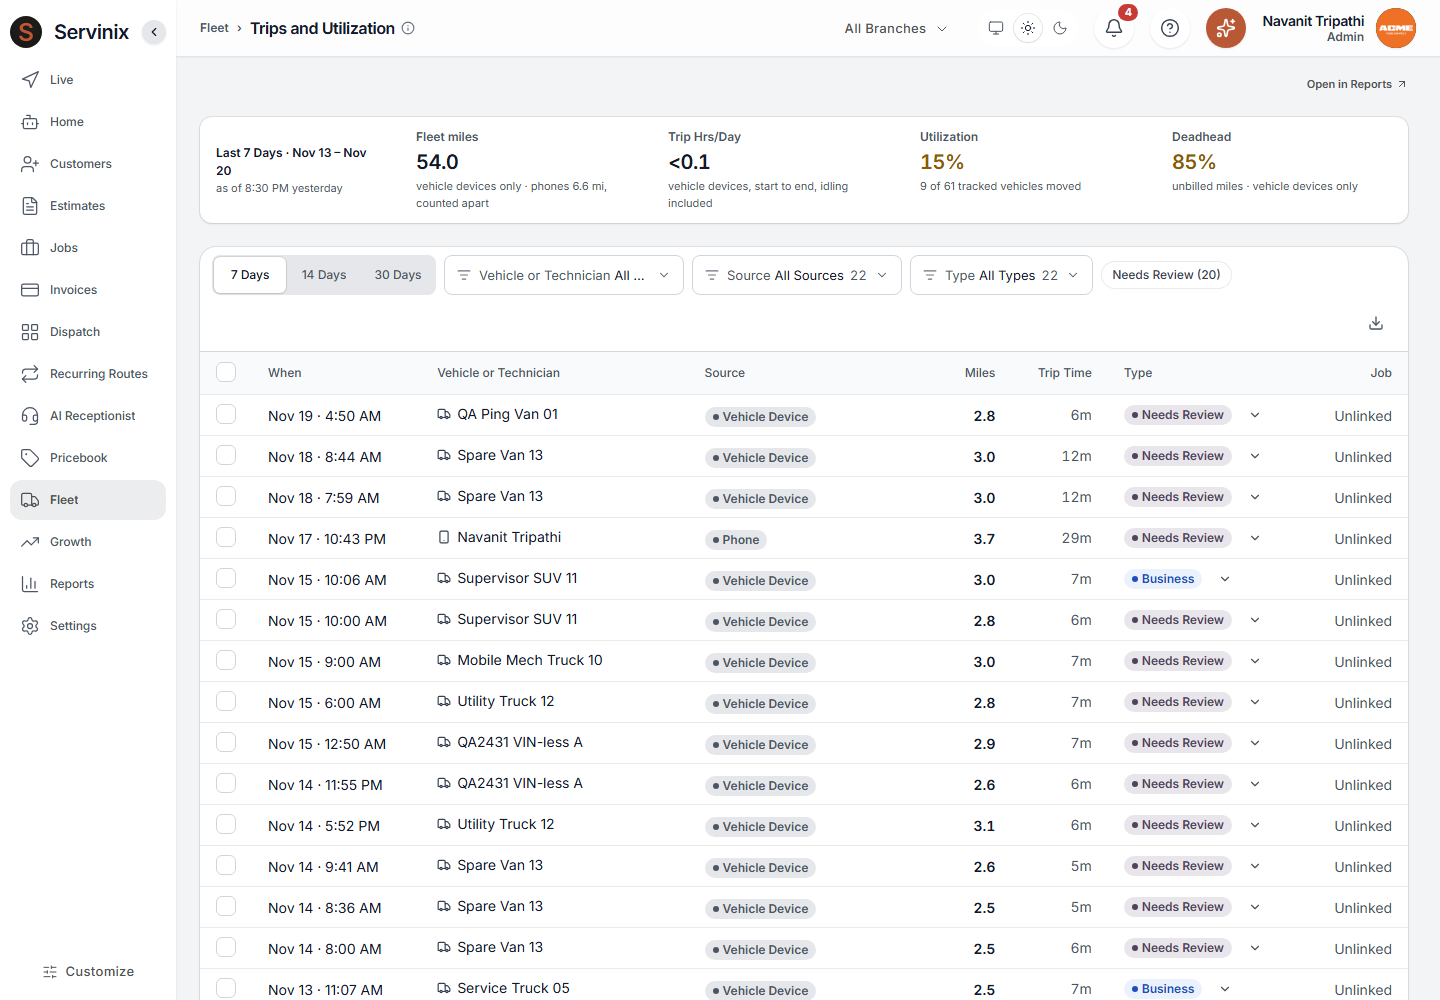 S Servinix
Live
Home
Customers
Estimates
Jobs
Invoices
Dispatch
Recurring Routes
AI Receptionist
Pricebook
Fleet
Growth
Reports
Settings
Customize
Fleet › Trips and Utilization
All Branches
4
Navanit Tripathi
Admin
ACME
Open in Reports
Last 7 Days · Nov 13 – Nov
20
as of 8:30 PM yesterday
Fleet miles
54.0
vehicle devices only · phones 6.6 mi,
counted apart
Trip Hrs/Day
<0.1
vehicle devices, start to end, idling
included
Utilization
15%
9 of 61 tracked vehicles moved
Deadhead
85%
unbilled miles · vehicle devices only
7 Days 14 Days 30 Days Vehicle or Technician All ... Source All Sources 22 Type All Types 22 Needs Review (20)
When Vehicle or Technician Source Miles Trip Time Type Job
Nov 19 · 4:50 AM QA Ping Van 01 Vehicle Device 2.8 6m Needs Review Unlinked
Nov 18 · 8:44 AM Spare Van 13 Vehicle Device 3.0 12m Needs Review Unlinked
Nov 18 · 7:59 AM Spare Van 13 Vehicle Device 3.0 12m Needs Review Unlinked
Nov 17 · 10:43 PM Navanit Tripathi Phone 3.7 29m Needs Review Unlinked
Nov 15 · 10:06 AM Supervisor SUV 11 Vehicle Device 3.0 7m Business Unlinked
Nov 15 · 10:00 AM Supervisor SUV 11 Vehicle Device 2.8 6m Needs Review Unlinked
Nov 15 · 9:00 AM Mobile Mech Truck 10 Vehicle Device 3.0 7m Needs Review Unlinked
Nov 15 · 6:00 AM Utility Truck 12 Vehicle Device 2.8 7m Needs Review Unlinked
Nov 15 · 12:50 AM QA2431 VIN-less A Vehicle Device 2.9 7m Needs Review Unlinked
Nov 14 · 11:55 PM QA2431 VIN-less A Vehicle Device 2.6 6m Needs Review Unlinked
Nov 14 · 5:52 PM Utility Truck 12 Vehicle Device 3.1 6m Needs Review Unlinked
Nov 14 · 9:41 AM Spare Van 13 Vehicle Device 2.6 5m Needs Review Unlinked
Nov 14 · 8:36 AM Spare Van 13 Vehicle Device 2.5 5m Needs Review Unlinked
Nov 14 · 8:00 AM Spare Van 13 Vehicle Device 2.5 6m Needs Review Unlinked
Nov 13 · 11:07 AM Service Truck 05 Vehicle Device 2.5 7m Business Unlinked